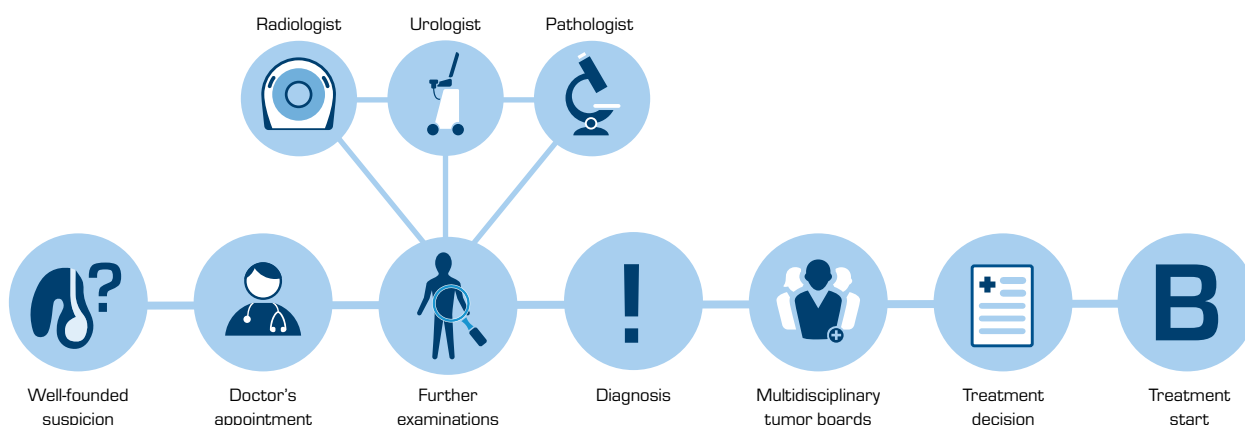 Radiologist
Urologist
Pathologist
?
!
B
Well-founded
suspicion
Doctor's
appointment
Further
examinations
Diagnosis
Multidisciplinary
tumor boards
Treatment
decision
Treatment
start